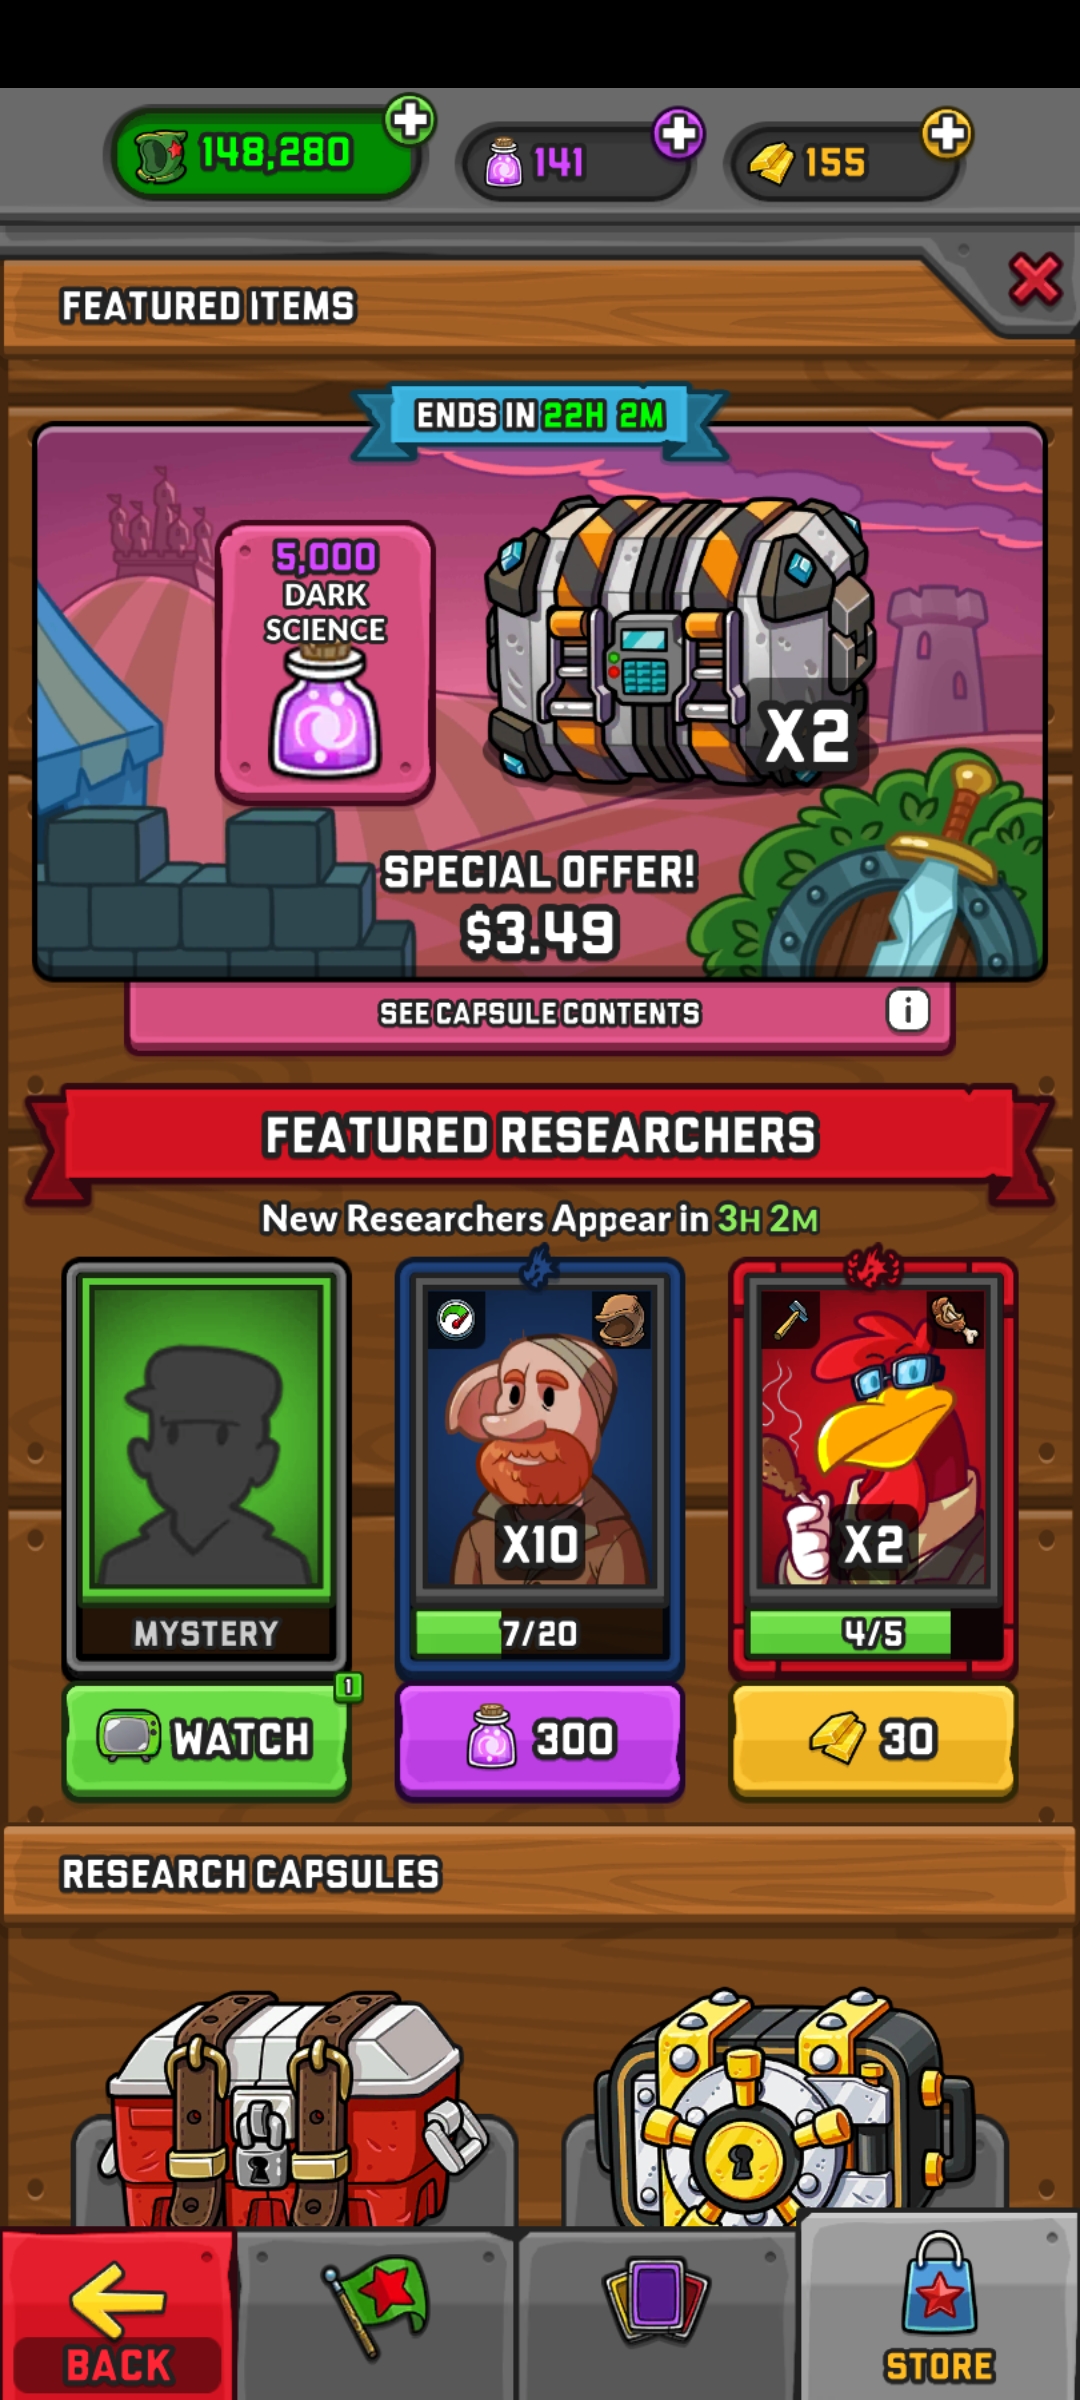 148,280
141
155
FEATURED ITEMS
ENDS IN 22H 2M
5,000
DARK
SCIENCE
X2
SPECIAL OFFER!
$3.49
SEE CAPSULE CONTENTS
i
FEATURED RESEARCHERS
New Researchers Appear in 3H 2M
X10
X2
MYSTERY
7/20
4/5
1
WATCH
300
30
RESEARCH CAPSULES
BACK
STORE